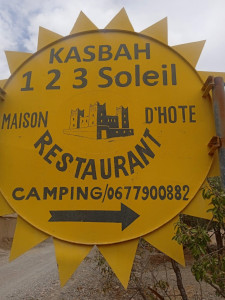 KASBAH
1 2 3 Soleil
MAISON D'HOTE
RESTAURANT
CAMPING/0677900882